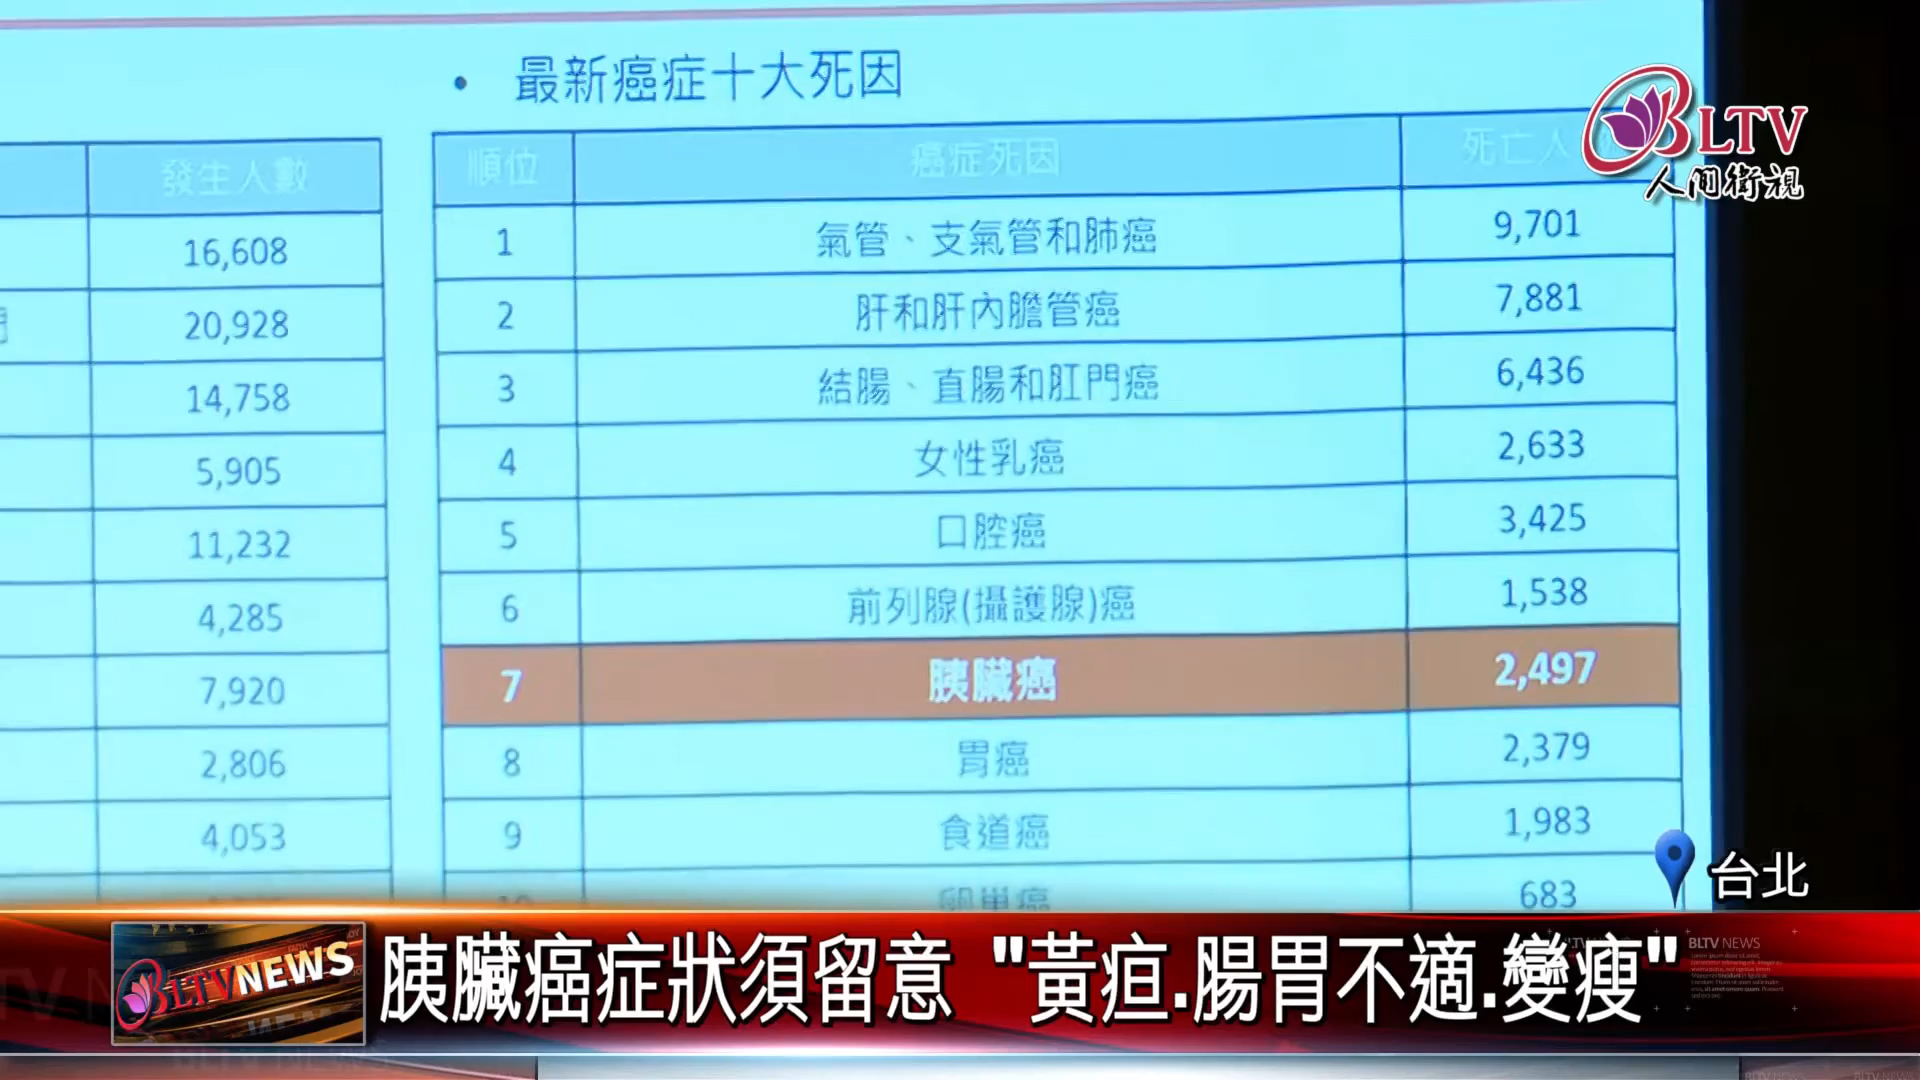 • 最新癌症十大死因
BLTV
人間衛視
發生人數
16,608
20,928
14,758
5,905
11,232
4,285
7,920
2,806
4,053
順位 癌症死因 死亡人
1 氣管、支氣管和肺癌 9,701
2 肝和肝內膽管癌 7,881
3 結腸、直腸和肛門癌 6,436
4 女性乳癌 2,633
5 口腔癌 3,425
6 前列腺(攝護腺)癌 1,538
7 胰臟癌 2,497
8 胃癌 2,379
9 食道癌 1,983
10 卵巢癌 683
台北
BLTV NEWS
胰臟癌症狀須留意 "黃疸.腸胃不適.變瘦"
BLTV NEWS